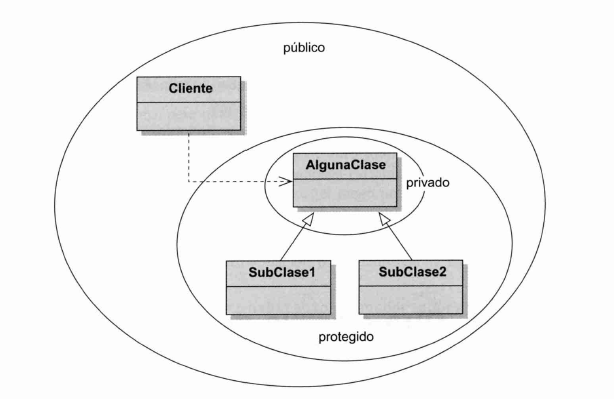 público
Cliente
AlgunaClase
privado
SubClase1
SubClase2
protegido